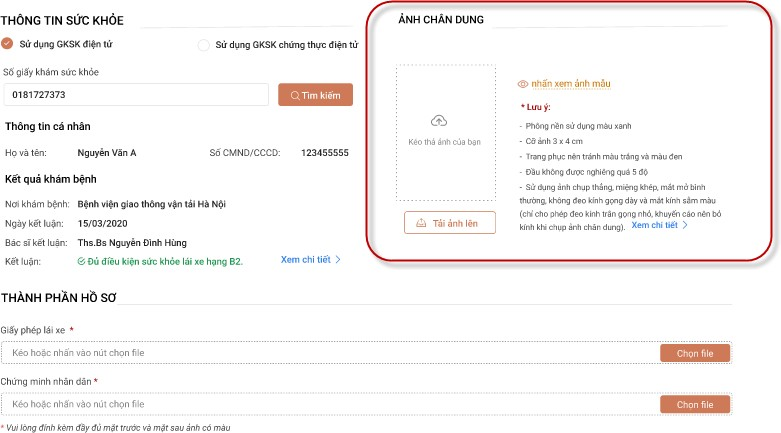 THÔNG TIN SỨC KHỎE
Sử dụng GKSK điện tử
Sử dụng GKSK chứng thực điện tử
Số giấy khám sức khỏe
0181727373
Tìm kiếm
Thông tin cá nhân
Họ và tên: Nguyễn Văn A Số CMND/CCCD: 123455555
Kết quả khám bệnh
Nơi khám bệnh: Bệnh viện giao thông vận tải Hà Nội
Ngày kết luận: 15/03/2020
Bác sĩ kết luận: Ths.Bs Nguyễn Đình Hùng
Kết luận: Đủ điều kiện sức khỏe lái xe hạng B2. Xem chi tiết
ẢNH CHÂN DUNG
Kéo thả ảnh của bạn
Tải ảnh lên
nhấn xem ảnh mẫu
* Lưu ý:
- Phông nền sử dụng màu xanh
- Cỡ ảnh 3 x 4 cm
- Trang phục nên tránh màu trắng và màu đen
- Đầu không được nghiêng quá 5 độ
- Sử dụng ảnh chụp thẳng, miệng khép, mắt mở bình
thường, không đeo kính gọng dày và mắt kính sẫm màu
(chỉ cho phép đeo kính trân gọng nhỏ, khuyến cáo nên bỏ
kính khi chụp ảnh chân dung). Xem chi tiết
THÀNH PHẦN HỒ SƠ
Giấy phép lái xe *
Kéo hoặc nhấn vào nút chọn file
Chọn file
Chứng minh nhân dân *
Kéo hoặc nhấn vào nút chọn file
Chọn file
* Vui lòng đính kèm đầy đủ mặt trước và mặt sau ảnh có màu